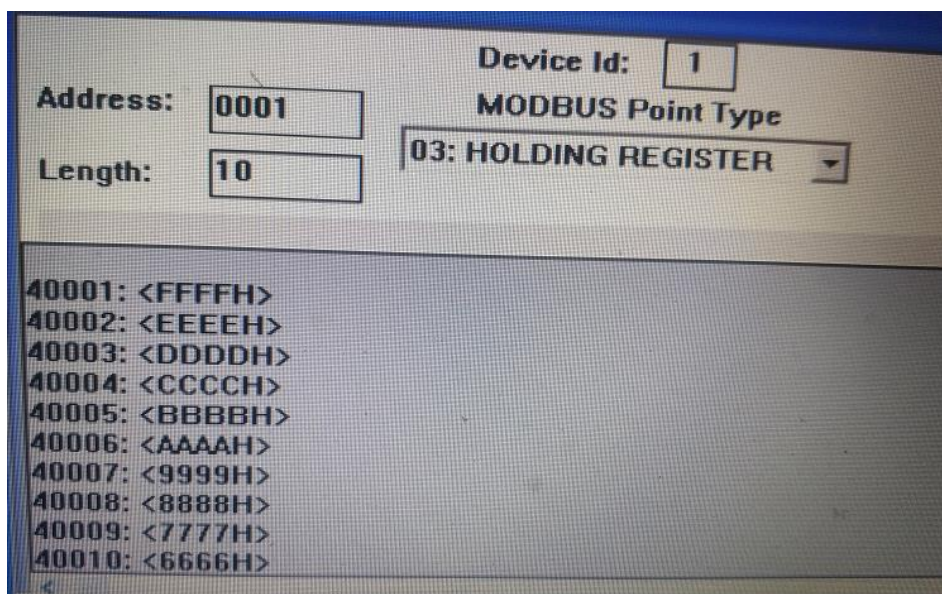 Device Id: 1
Address: 0001
MODBUS Point Type
03: HOLDING REGISTER
Length: 10
40001: <FFFFH>
40002: <EEEEH>
40003: <DDDDH>
40004: <CCCCH>
40005: <BBBBH>
40006: <AAAAH>
40007: <9999H>
40008: <8888H>
40009: <7777H>
40010: <6666H>